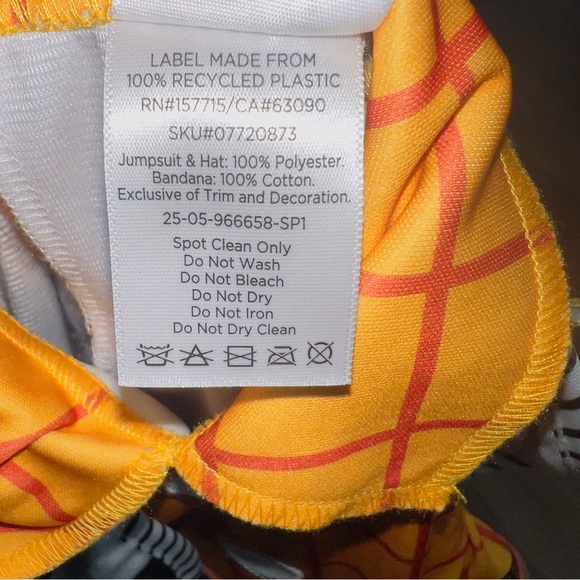 LABEL MADE FROM
100% RECYCLED PLASTIC
RN#157715/CA#63090
SKU#07720873
Jumpsuit & Hat: 100% Polyester.
Bandana: 100% Cotton.
Exclusive of Trim and Decoration.
25-05-966658-SP1
Spot Clean Only
Do Not Wash
Do Not Bleach
Do Not Dry
Do Not Iron
Do Not Dry Clean